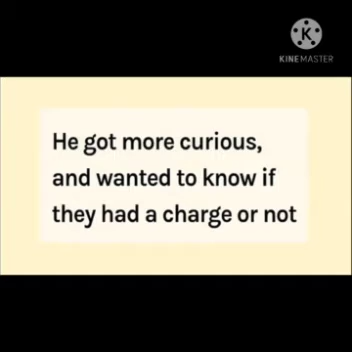 K
KINEMASTER
He got more curious,
and wanted to know if
they had a charge or not